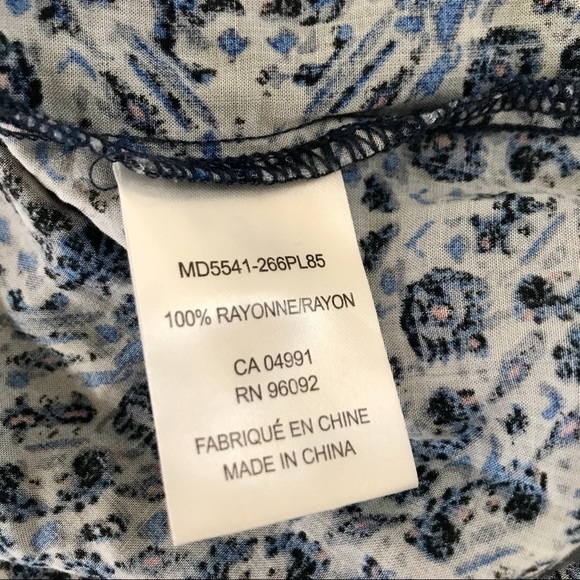 MD5541-266PL85
100% RAYONNE/RAYON
CA 04991
RN 96092
FABRIQUÉ EN CHINE
MADE IN CHINA